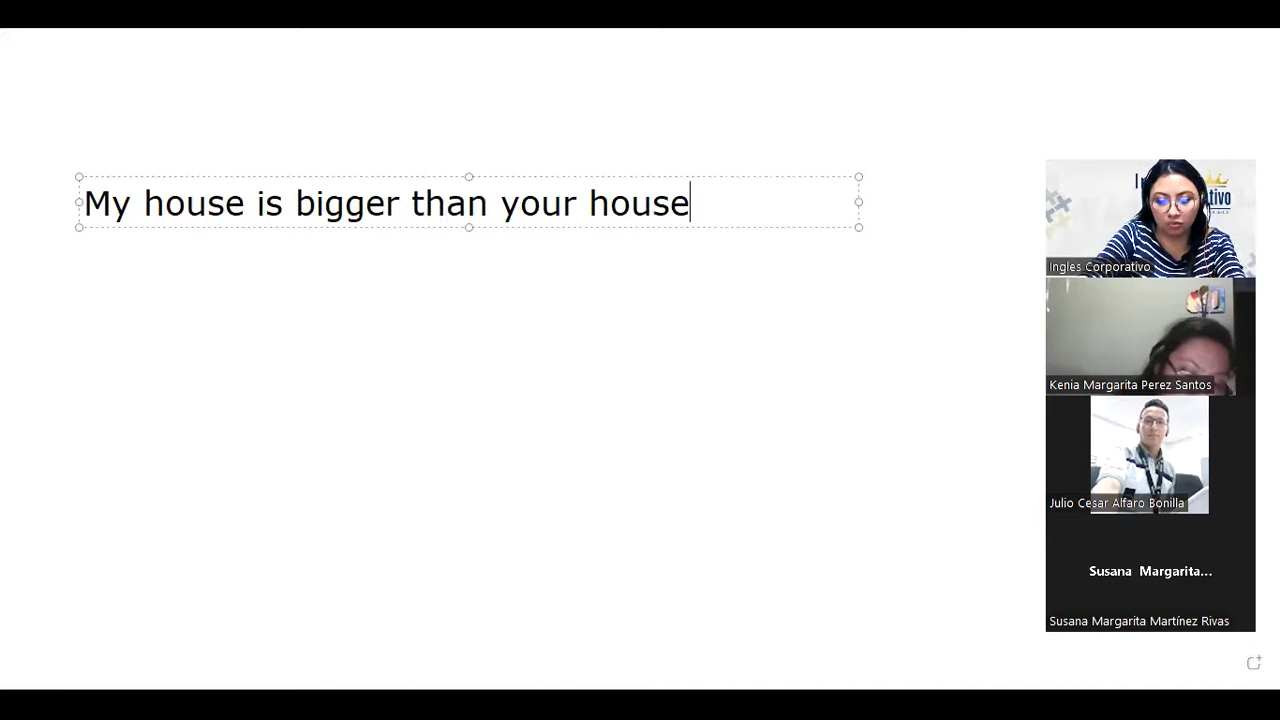 My house is bigger than your house
Ingles Corporativo
Kenia Margarita Perez Santos
Julio Cesar Alfaro Bonilla
Susana Margarita...
Susana Margarita Martínez Rivas